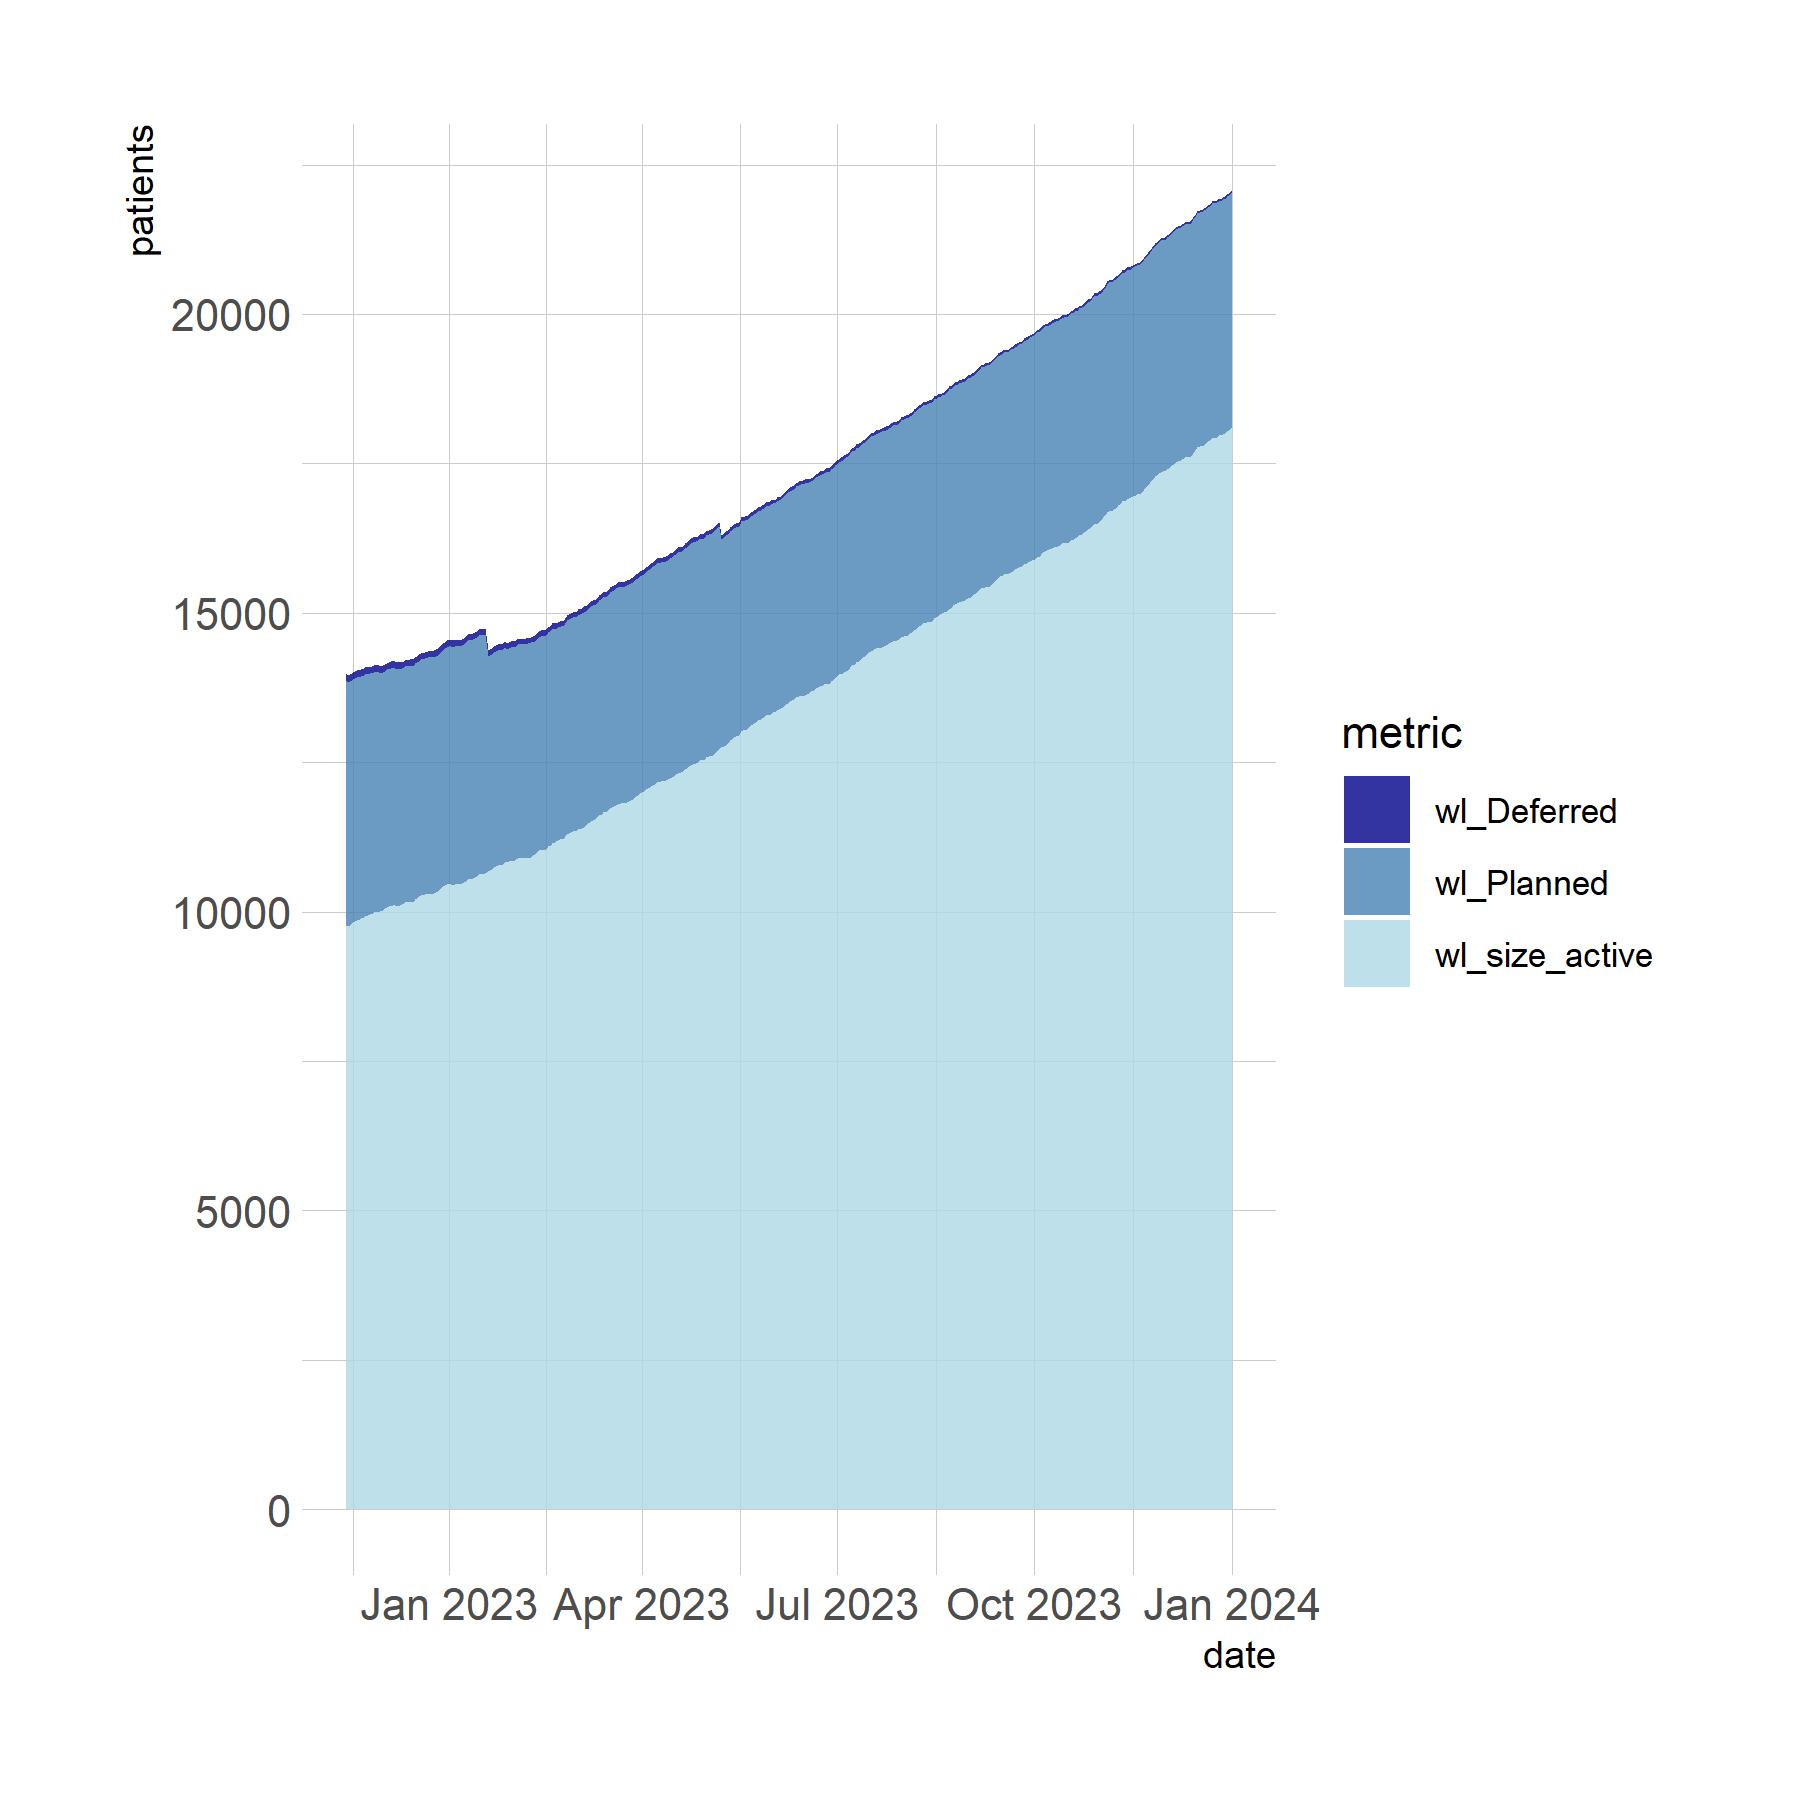 patients
20000
15000
10000
5000
0
Jan 2023 Apr 2023 Jul 2023 Oct 2023 Jan 2024
date
metric
wl_Deferred
wl_Planned
wl_size_active